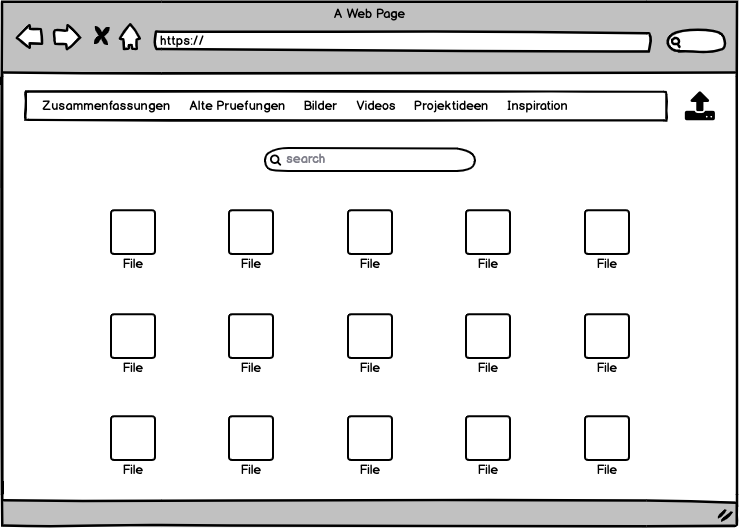 A Web Page
https://
Zusammenfassungen Alte Pruefungen Bilder Videos Projektideen Inspiration
search
File File File File File
File File File File File
File File File File File